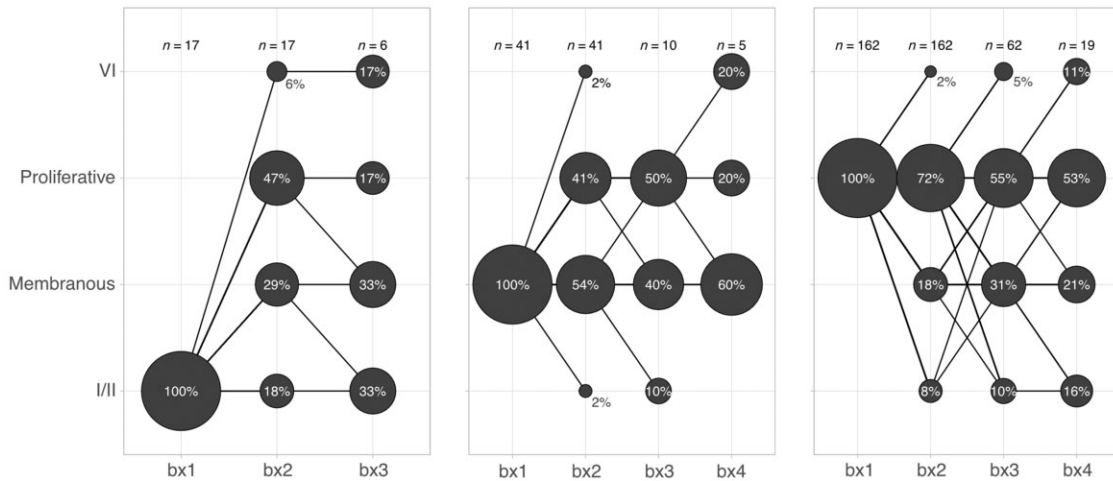 n = 17 n = 17 n = 6 n = 41 n = 41 n = 10 n = 5 n = 162 n = 162 n = 62 n = 19
VI 17% 20% 11%
6% 2% 2% 5%
Proliferative 47% 17% 41% 50% 20% 100% 72% 55% 53%
Membranous 29% 33% 100% 54% 40% 60% 18% 31% 21%
I/II 100% 18% 33% 10% 8% 10% 16%
2%
bx1 bx2 bx3 bx1 bx2 bx3 bx4 bx1 bx2 bx3 bx4